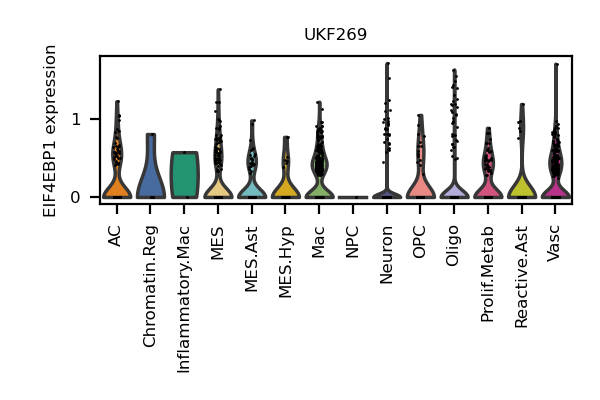 UKF269
EIF4EBP1 expression
1
0
AC
Chromatin.Reg
Inflammatory.Mac
MES
MES.Ast
MES.Hyp
Mac
NPC
Neuron
OPC
Oligo
Prolif.Metab
Reactive.Ast
Vasc